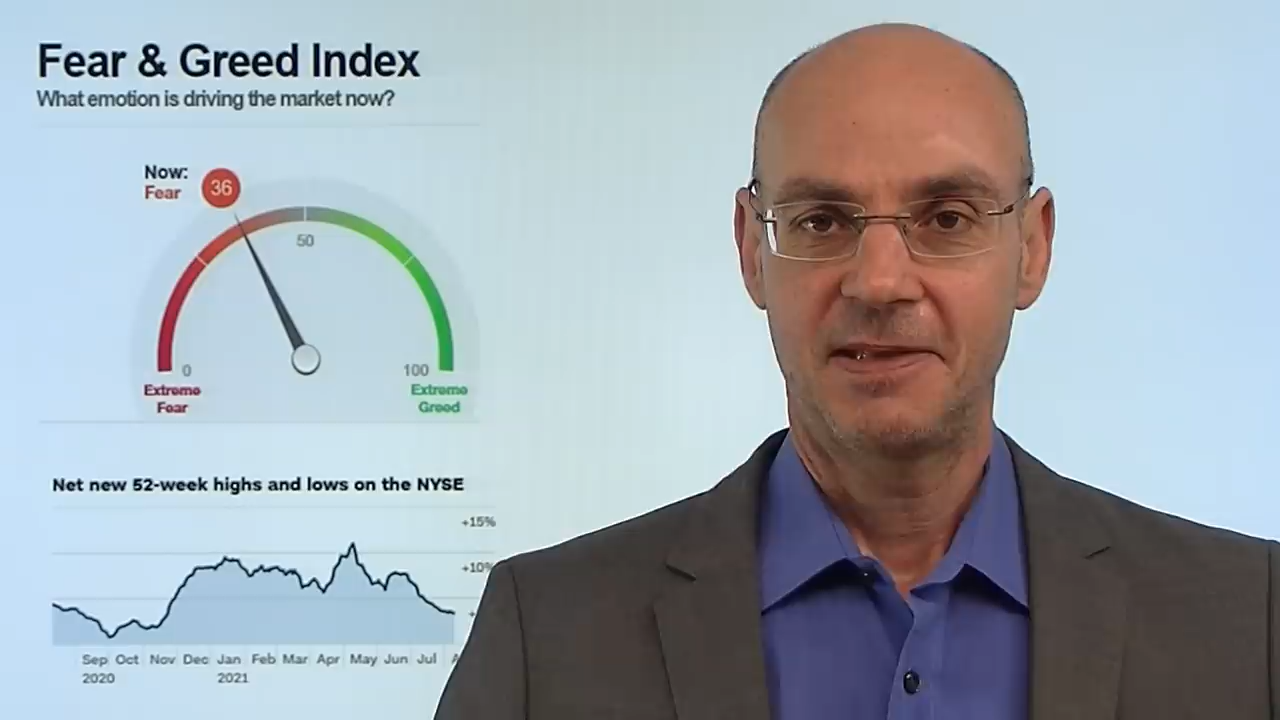 Fear & Greed Index
What emotion is driving the market now?
Now:
Fear
36
50
0
100
Extreme
Fear
Extreme
Greed
Net new 52-week highs and lows on the NYSE
+15%
+10%
+
Sep Oct Nov Dec Jan Feb Mar Apr May Jun Jul A
2020 2021